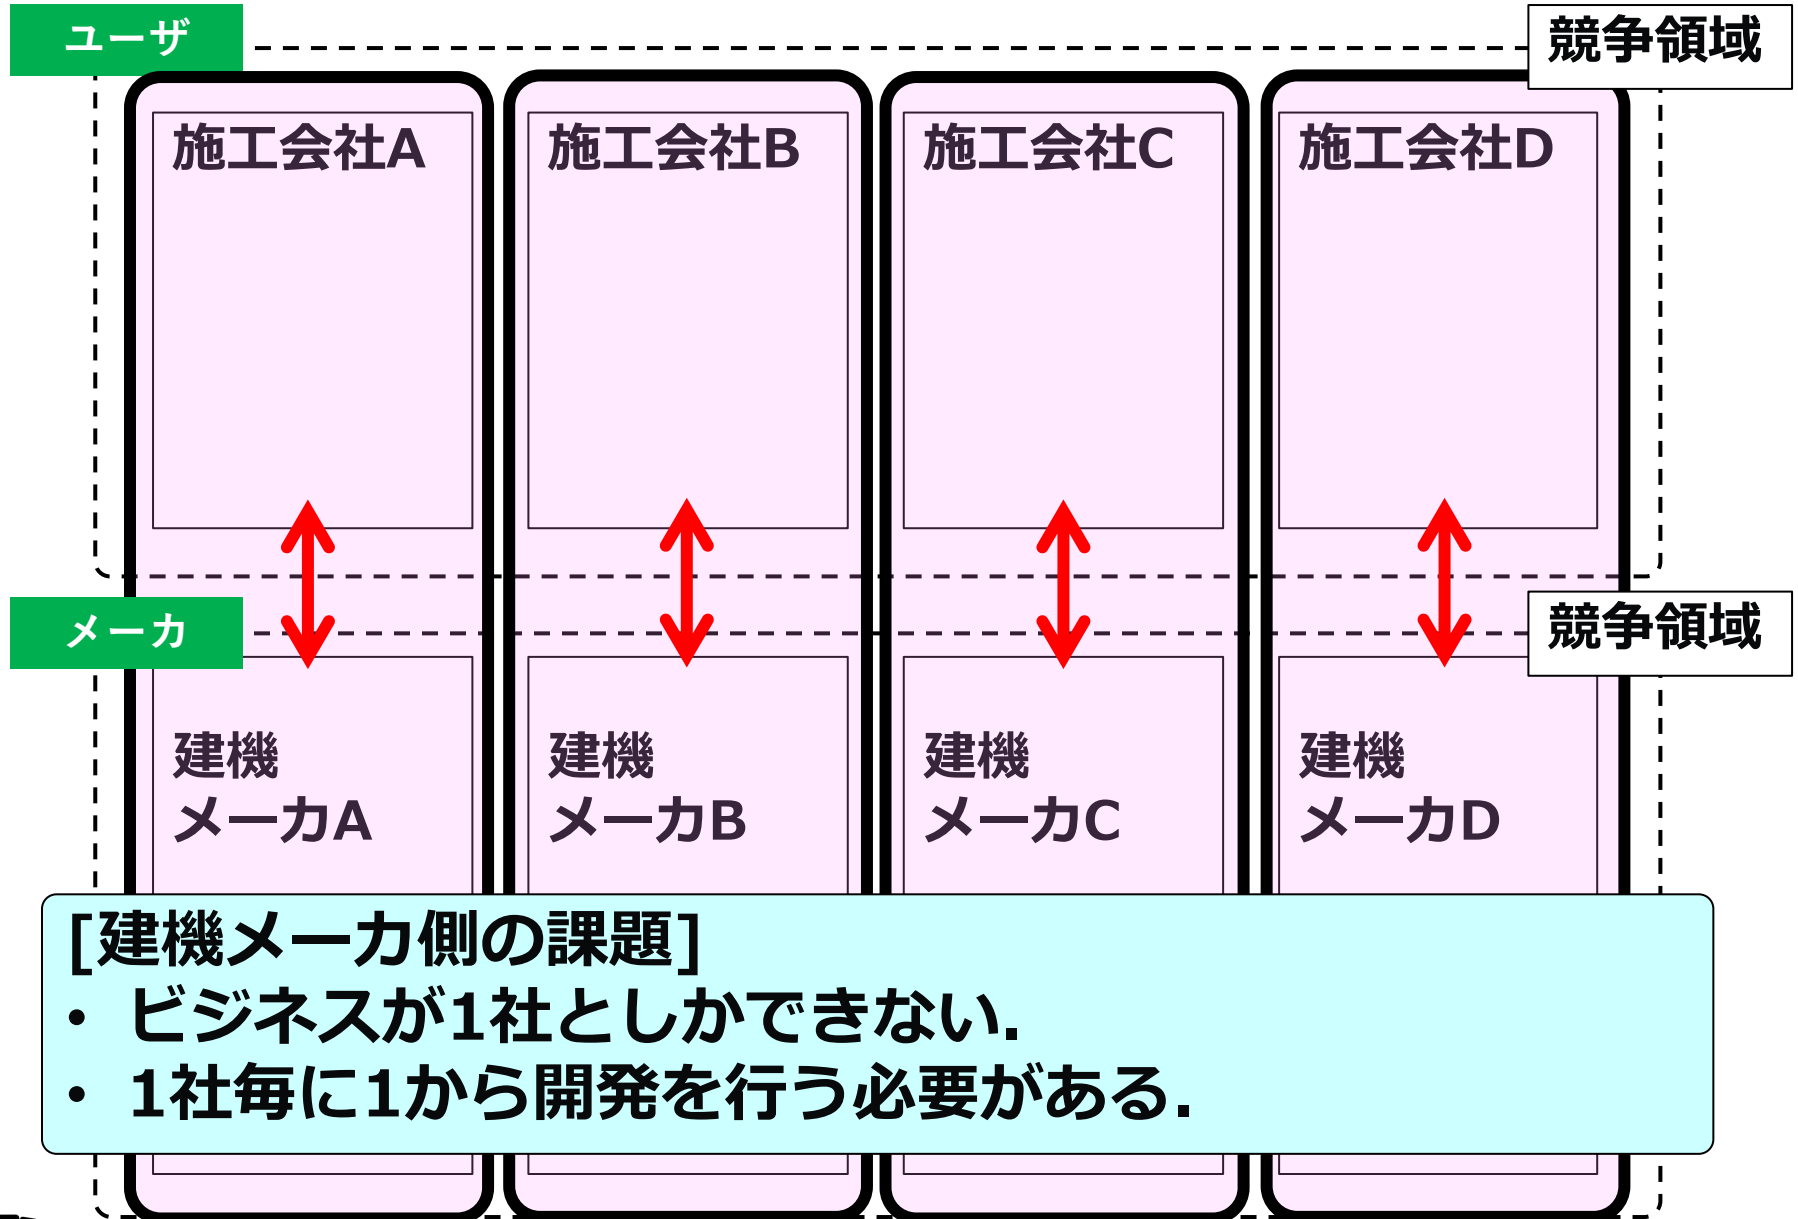 ユーザ
競争領域
施工会社A
施工会社B
施工会社C
施工会社D
メーカ
競争領域
建機
メーカA
建機
メーカB
建機
メーカC
建機
メーカD
[建機メーカ側の課題]
• ビジネスが1社としかできない.
• 1社毎に1から開発を行う必要がある.